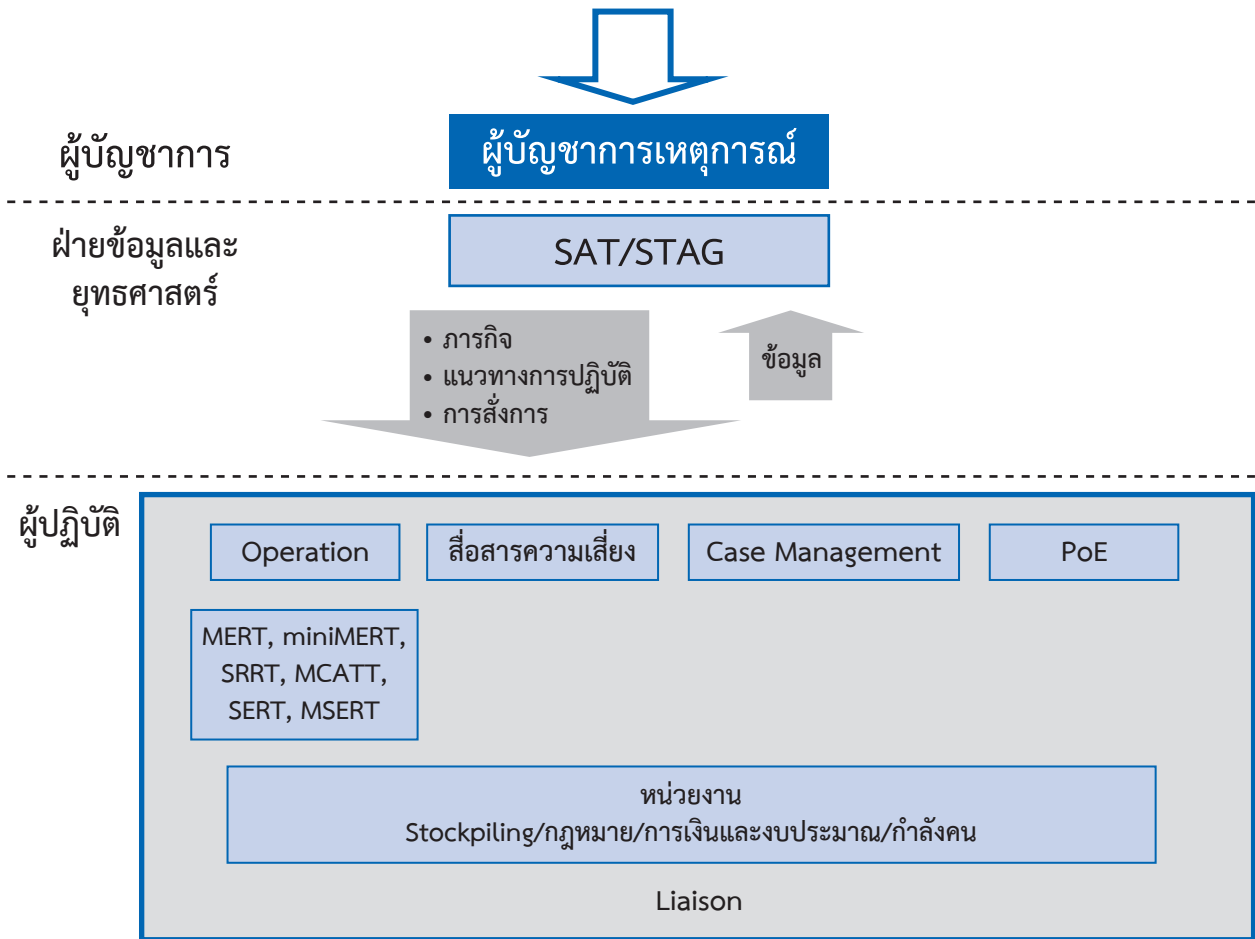 ผู้บัญชาการ
ผู้บัญชาการเหตุการณ์
ฝ่ายข้อมูลและ
ยุทธศาสตร์
SAT/STAG
• ภารกิจ
• แนวทางการปฏิบัติ
• การสั่งการ
ข้อมูล
ผู้ปฏิบัติ
Operation
สื่อสารความเสี่ยง
Case Management
PoE
MERT, miniMERT,
SRRT, MCATT,
SERT, MSERT
หน่วยงาน
Stockpiling/กฎหมาย/การเงินและงบประมาณ/กำลังคน
Liaison